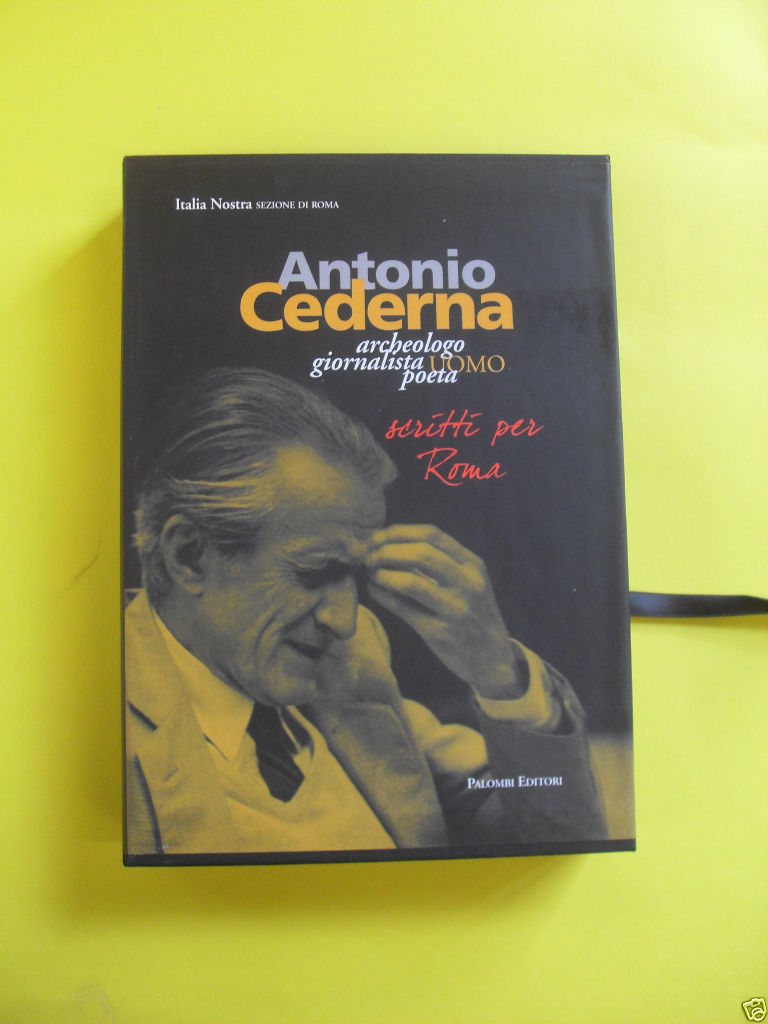 Italia Nostra SEZIONE DI ROMA
Antonio
Cederna
archeologo
giornalista UOMO
poeta
scritti per
Roma
PALOMBI EDITORI